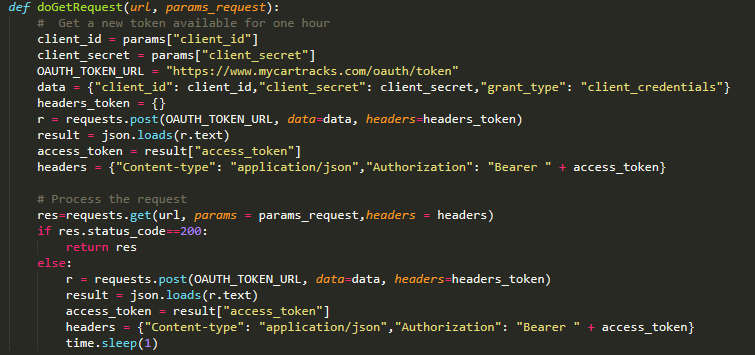 def doGetRequest(url, params_request):
    #  Get a new token available for one hour
    client_id = params["client_id"]
    client_secret = params["client_secret"]
    OAUTH_TOKEN_URL = "https://www.mycartracks.com/oauth/token"
    data = {"client_id": client_id,"client_secret": client_secret,"grant_type": "client_credentials"}
    headers_token = {}
    r = requests.post(OAUTH_TOKEN_URL, data=data, headers=headers_token)
    result = json.loads(r.text)
    access_token = result["access_token"]
    headers = {"Content-type": "application/json","Authorization": "Bearer " + access_token}

    # Process the request
    res=requests.get(url, params = params_request,headers = headers)
    if res.status_code==200:
        return res
    else:
        r = requests.post(OAUTH_TOKEN_URL, data=data, headers=headers_token)
        result = json.loads(r.text)
        access_token = result["access_token"]
        headers = {"Content-type": "application/json","Authorization": "Bearer " + access_token}
        time.sleep(1)